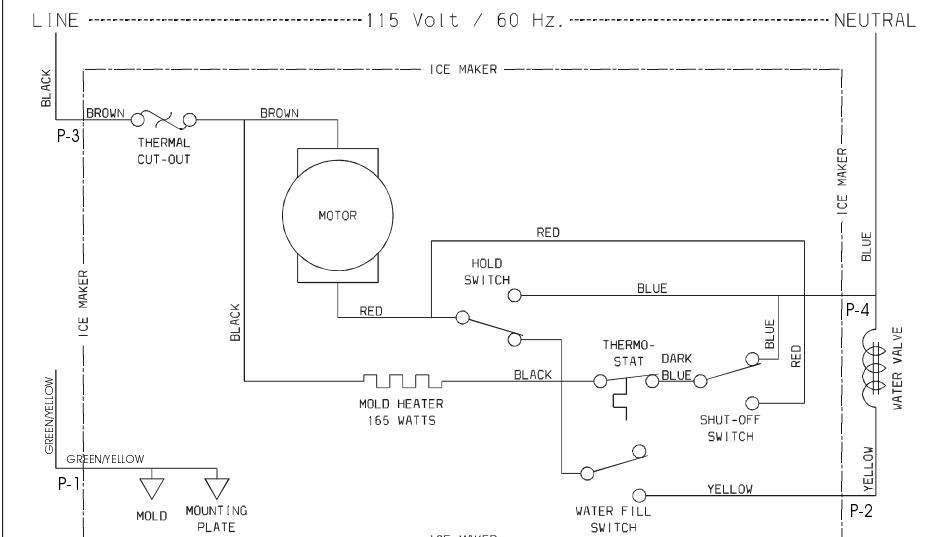 LINE
115 Volt / 60 Hz.
NEUTRAL
ICE MAKER
BLACK
BROWN
BROWN
P-3
THERMAL
CUT-OUT
ICE MAKER
MOTOR
RED
HOLD
SWITCH
BLUE
BLUE
ICE MAKER
RED
P-4
BLACK
THERMO-
STAT
DARK
BLUE
BLUE
RED
WATER VALVE
BLACK
MOLD HEATER
165 WATTS
SHUT-OFF
SWITCH
GREEN/YELLOW
GREEN/YELLOW
P-1
YELLOW
YELLOW
MOLD
MOUNTING
PLATE
WATER FILL
SWITCH
P-2
ICE MAKER